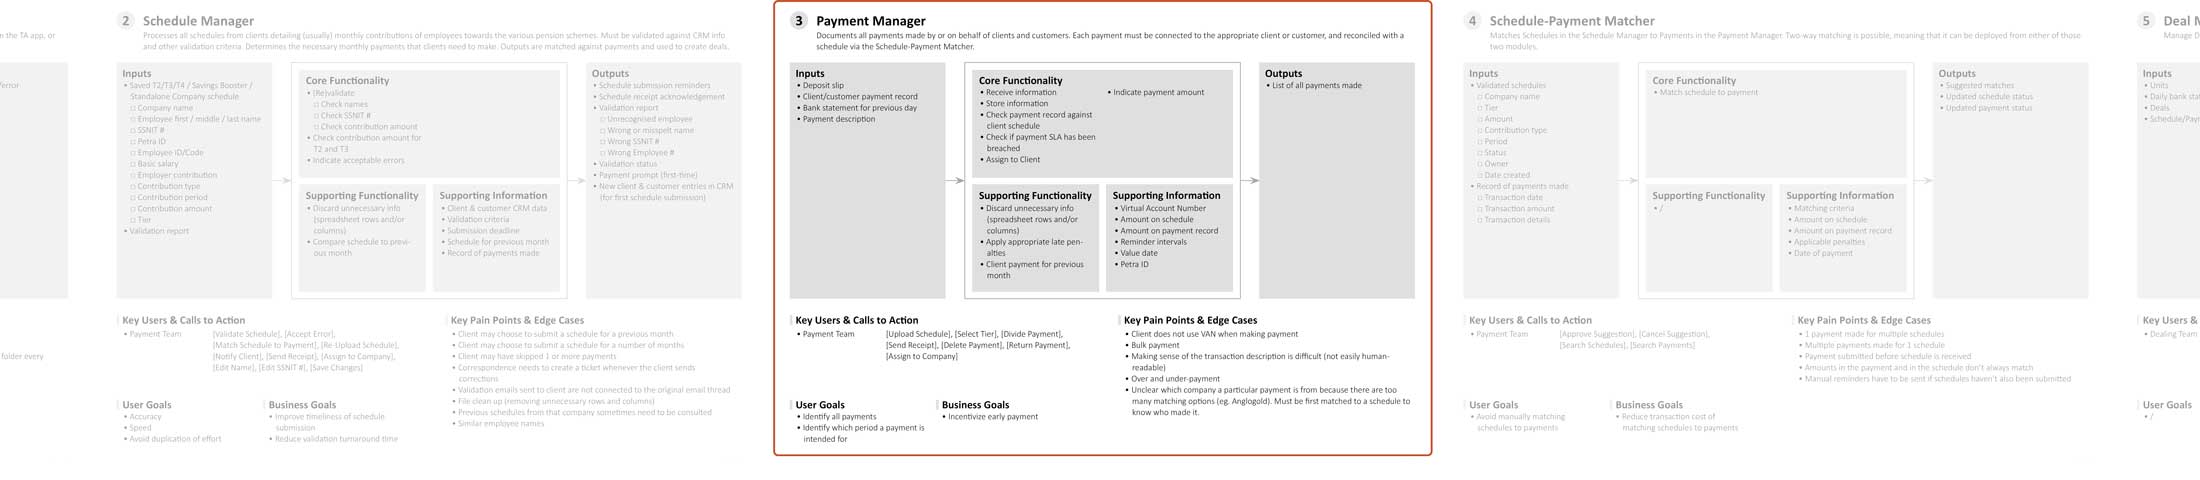 n the TA app, or
/error
folder every
2 Schedule Manager
Processes all schedules from clients detailing (usually) monthly contributions of employees towards the various pension schemes. Must be validated against CRM info
and other validation criteria. Determines the necessary monthly payments that clients need to make. Outputs are matched against payments and used to create deals.
Inputs
• Saved T2/T3/T4 / Savings Booster /
Standalone Company schedule
□ Company name
□ Employee first / middle / last name
□ SSNIT #
□ Petra ID
□ Employee ID/Code
□ Basic salary
□ Employer contribution
□ Contribution type
□ Contribution period
□ Contribution amount
□ Tier
• Validation report
Core Functionality
• (Re)validate
□ Check names
□ Check SSNIT #
□ Check contribution amount
• Check contribution amount for
T2 and T3
• Indicate acceptable errors
Supporting Functionality
• Discard unnecessary info
(spreadsheet rows and/or
columns)
• Compare schedule to previ-
ous month
Supporting Information
• Client & customer CRM data
• Validation criteria
• Submission deadline
• Schedule for previous month
• Record of payments made
Outputs
• Schedule submission reminders
• Schedule receipt acknowledgement
• Validation report
□ Unrecognised employee
□ Wrong or misspelt name
□ Wrong SSNIT #
□ Wrong Employee #
• Validation status
• Payment prompt (first-time)
• New client & customer entries in CRM
(for first schedule submission)
Key Users & Calls to Action
• Payment Team [Validate Schedule], [Accept Error],
[Match Schedule to Payment], [Re-Upload Schedule],
[Notify Client], [Send Receipt], [Assign to Company],
[Edit Name], [Edit SSNIT #], [Save Changes]
Key Pain Points & Edge Cases
• Client may choose to submit a schedule for a previous month
• Client may choose to submit a schedule for a number of months
• Client may have skipped 1 or more payments
• Correspondence needs to create a ticket whenever the client sends
corrections
• Validation emails sent to client are not connected to the original email thread
• File clean up (removing unnecessary rows and columns)
• Previous schedules from that company sometimes need to be consulted
• Similar employee names
User Goals
• Accuracy
• Speed
• Avoid duplication of effort
Business Goals
• Improve timeliness of schedule
submission
• Reduce validation turnaround time
3 Payment Manager
Documents all payments made by or on behalf of clients and customers. Each payment must be connected to the appropriate client or customer, and reconciled with a
schedule via the Schedule-Payment Matcher.
Inputs
• Deposit slip
• Client/customer payment record
• Bank statement for previous day
• Payment description
Core Functionality
• Receive information
• Store information
• Check payment record against
client schedule
• Check if payment SLA has been
breached
• Assign to Client
• Indicate payment amount
Supporting Functionality
• Discard unnecessary info
(spreadsheet rows and/or
columns)
• Apply appropriate late pen-
alties
• Client payment for previous
month
Supporting Information
• Virtual Account Number
• Amount on schedule
• Amount on payment record
• Reminder intervals
• Value date
• Petra ID
Outputs
• List of all payments made
Key Users & Calls to Action
• Payment Team [Upload Schedule], [Select Tier], [Divide Payment],
[Send Receipt], [Delete Payment], [Return Payment],
[Assign to Company]
Key Pain Points & Edge Cases
• Client does not use VAN when making payment
• Bulk payment
• Making sense of the transaction description is difficult (not easily human-
readable)
• Over and under-payment
• Unclear which company a particular payment is from because there are too
many matching options (eg. Anglogold). Must be first matched to a schedule to
know who made it.
User Goals
• Identify all payments
• Identify which period a payment is
intended for
Business Goals
• Incentivize early payment
4 Schedule-Payment Matcher
Matches Schedules in the Schedule Manager to Payments in the Payment Manager. Two-way matching is possible, meaning that it can be deployed from either of those
two modules.
Inputs
• Validated schedules
□ Company name
□ Tier
□ Amount
□ Contribution type
□ Period
□ Status
□ Owner
□ Date created
• Record of payments made
□ Transaction date
□ Transaction amount
□ Transaction details
Core Functionality
• Match schedule to payment
Supporting Functionality
• /
Supporting Information
• Matching criteria
• Amount on schedule
• Amount on payment record
• Applicable penalties
• Date of payment
Outputs
• Suggested matches
• Updated schedule status
• Updated payment status
Key Users & Calls to Action
• Payment Team [Approve Suggestion], [Cancel Suggestion],
[Search Schedules], [Search Payments]
Key Pain Points & Edge Cases
• 1 payment made for multiple schedules
• Multiple payments made for 1 schedule
• Payment submitted before schedule is received
• Amounts in the payment and in the schedule don't always match
• Manual reminders have to be sent if schedules haven't also been submitted
User Goals
• Avoid manually matching
schedules to payments
Business Goals
• Reduce transaction cost of
matching schedules to payments
5 Deal M
Manage D
Inputs
• Units
• Daily bank stat
• Deals
• Schedule/Payr
Key Users &
• Dealing Team
User Goals
• /